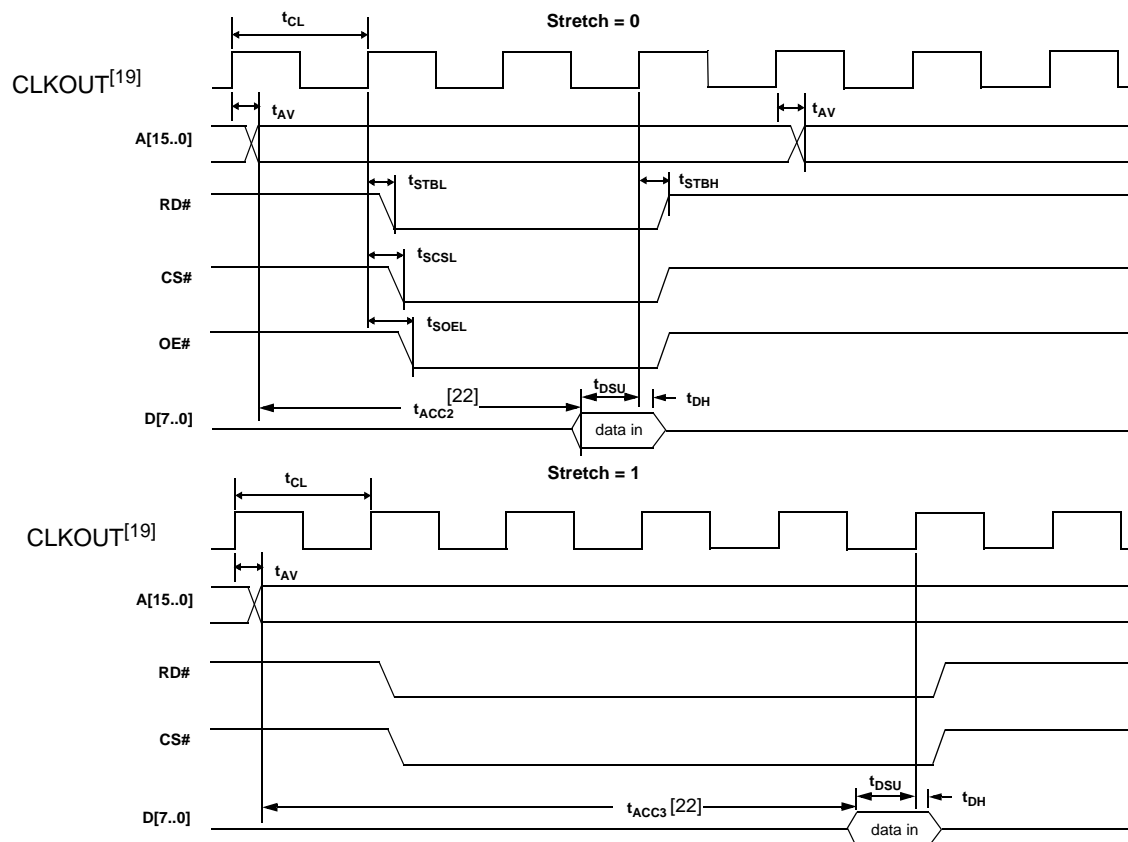 Stretch = 0
tCL
CLKOUT[19]
tAV
tAV
A[15..0]
tSTBL
tSTBH
RD#
tSCSL
CS#
tSOEL
OE#
tACC2 [22]
tDSU
tDH
D[7..0]
data in
Stretch = 1
tCL
CLKOUT[19]
tAV
A[15..0]
RD#
CS#
tDSU
tACC3 [22]
tDH
D[7..0]
data in